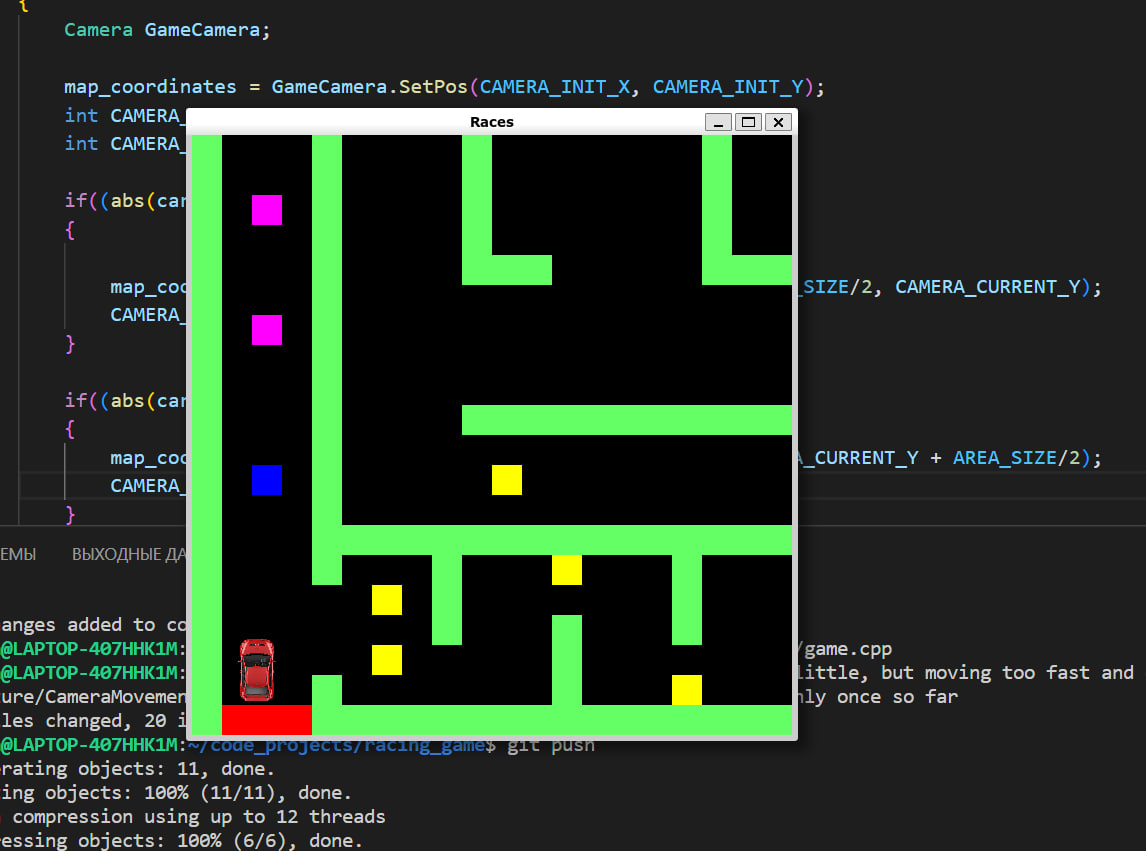 {
Camera GameCamera;
map_coordinates = GameCamera.SetPos(CAMERA_INIT_X, CAMERA_INIT_Y);
int CAMERA_
int CAMERA_
Races
if((abs(car
{
map_coo _SIZE/2, CAMERA_CURRENT_Y);
CAMERA_
}
if((abs(car
{
map_coo A_CURRENT_Y + AREA_SIZE/2);
CAMERA_
}
ЕМЫ ВЫХОДНЫЕ ДА
anges added to co
@LAPTOP-407HHK1M: /game.cpp
@LAPTOP-407HHK1M: little, but moving too fast and
ture/CameraMovemen nly once so far
les changed, 20 i
@LAPTOP-407HHK1M:~/code_projects/racing_game$ git push
erating objects: 11, done.
ing objects: 100% (11/11), done.
compression using up to 12 threads
essing objects: 100% (6/6), done.